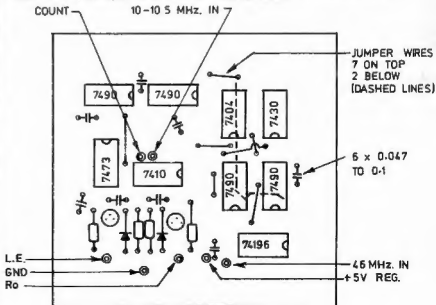 COUNT
10-10 5 MHz. IN
JUMPER WIRES
7 ON TOP
2 BELOW
(DASHED LINES)
7490
7490
7404
7430
7473
7410
6 x 0.047
TO 0.1
7490
7490
74196
L.E.
GND
Ro
46 MHz. IN
+5V REG.